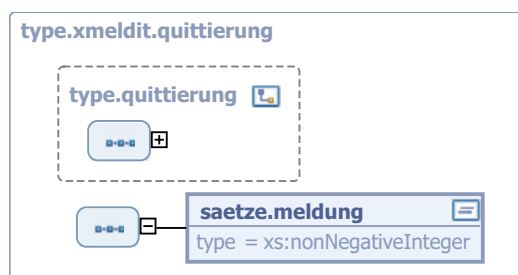 type.xmeldit.quittierung
type.quittierung
saetze.meldung
type = xs:nonNegativeInteger